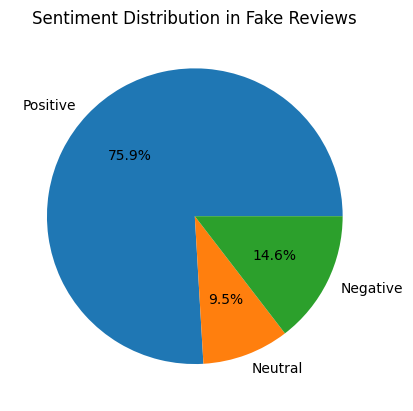 Sentiment Distribution in Fake Reviews
Positive
75.9%
14.6%
Negative
9.5%
Neutral